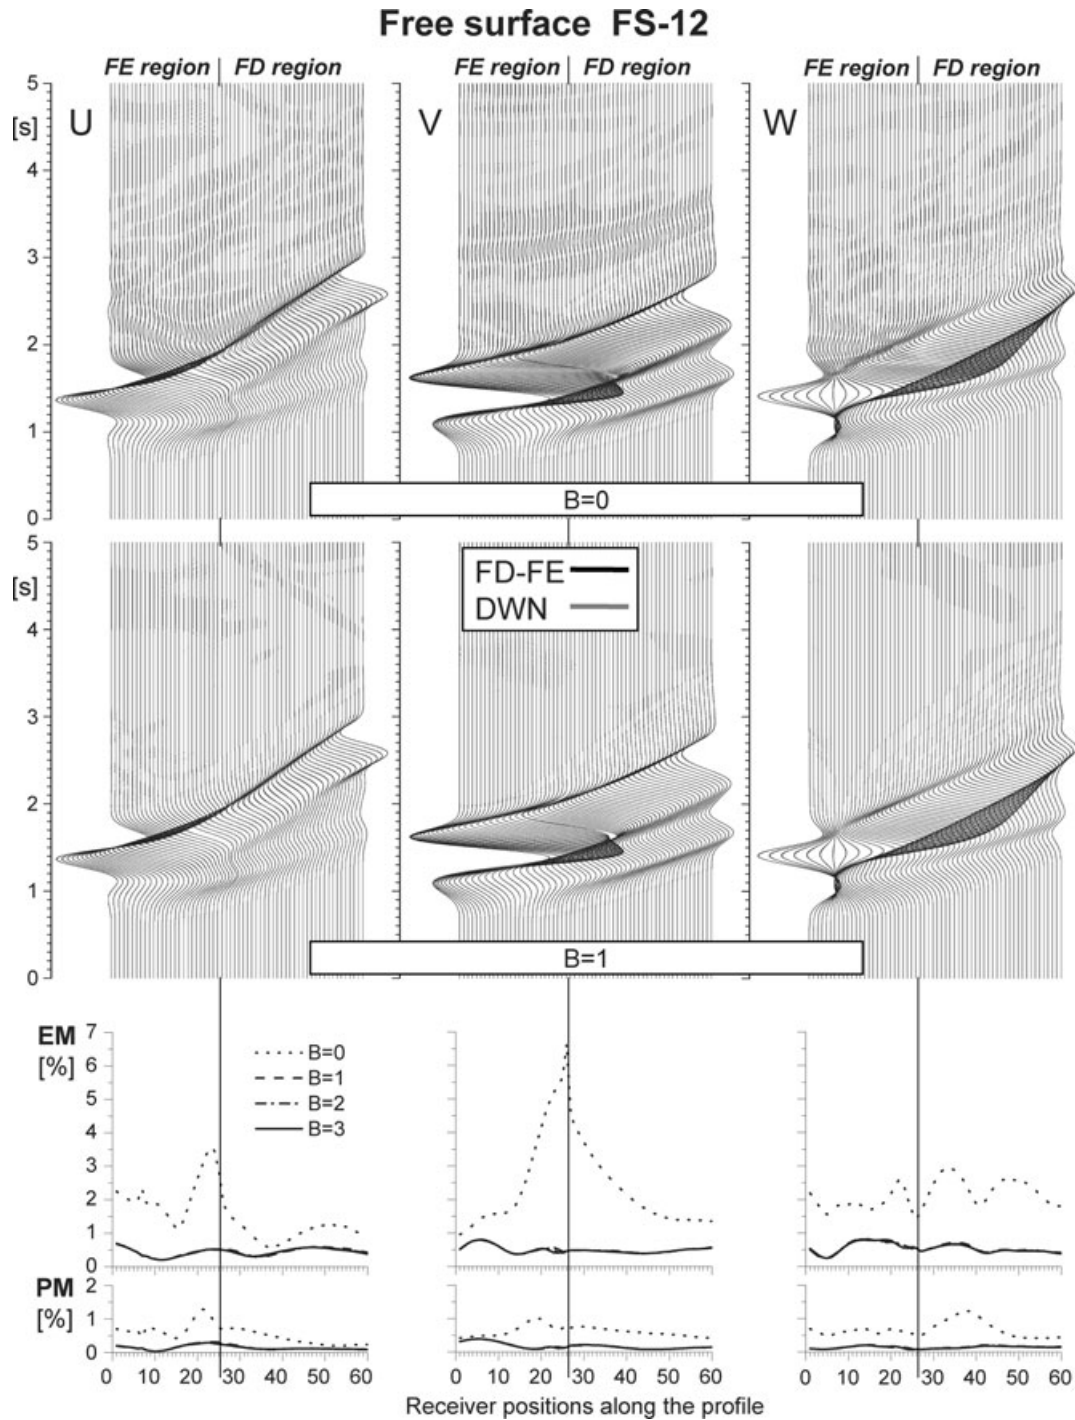 Free surface FS-12
FE region | FD region
FE region | FD region
FE region | FD region
5
[s]
4
3
2
1
0
U
V
W
B=0
5
[s]
4
3
2
1
0
FD-FE
DWN
B=1
EM
[%]
7
6
5
4
3
2
1
0
B=0
B=1
B=2
B=3
PM
[%]
2
1
0
0 10 20 30 40 50 60
0 10 20 30 40 50 60
0 10 20 30 40 50 60
Receiver positions along the profile